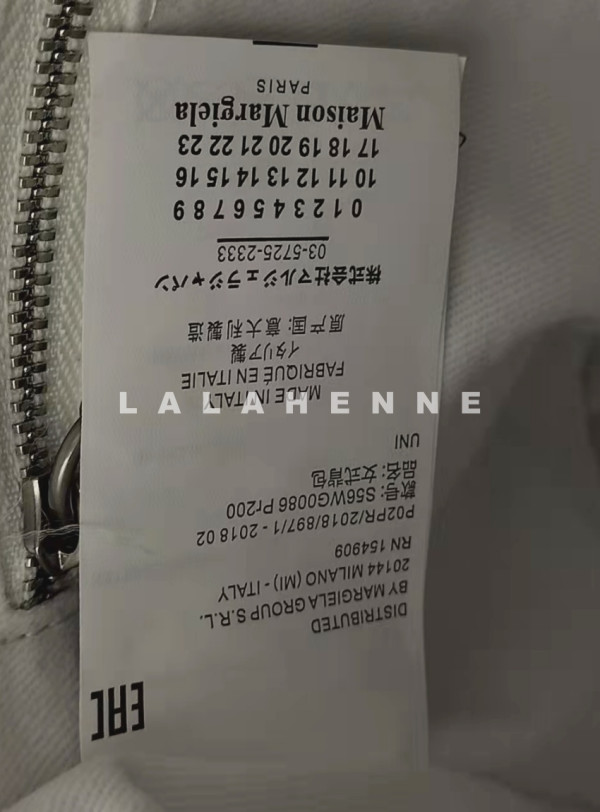 EAC
DISTRIBUTED
BY MARGIELA GROUP S.R.L.
20144 MILANO (MI) - ITALY
RN 154909
P02PR/2018/897/1 - 2018 02
款号: S56WG0086 Pr200
品名: 女式背包
UNI
MADE IN ITALY
FABRIQUÉ EN ITALIE
イタリア製
原产国: 意大利製造
株式会社マルジェラジャパン
03-5725-2333
0 1 2 3 4 5 6 7 8 9
10 11 12 13 14 15 16
17 18 19 20 21 22 23
Maison Margiela
PARIS
LALAHENNE